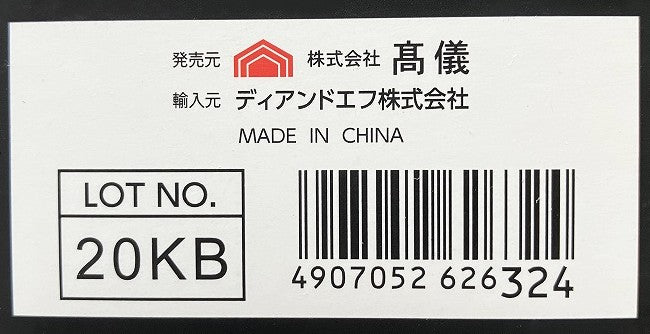 発売元 株式会社 髙儀
輸入元 ディアンドエフ株式会社
MADE IN CHINA
LOT NO.
20KB
4907052 626324